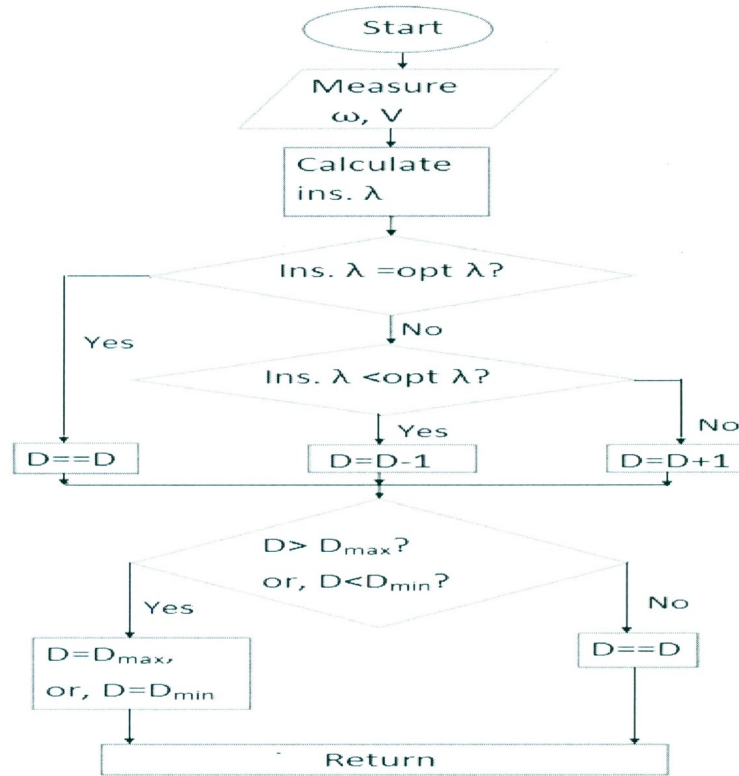 Start
Measure
ω, V
Calculate
ins. λ
Ins. λ =opt λ?
Yes
No
Ins. λ <opt λ?
Yes
No
D==D
D=D-1
D=D+1
D> Dmax?
or, D<Dmin?
Yes
No
D=Dmax,
or, D=Dmin
D==D
Return